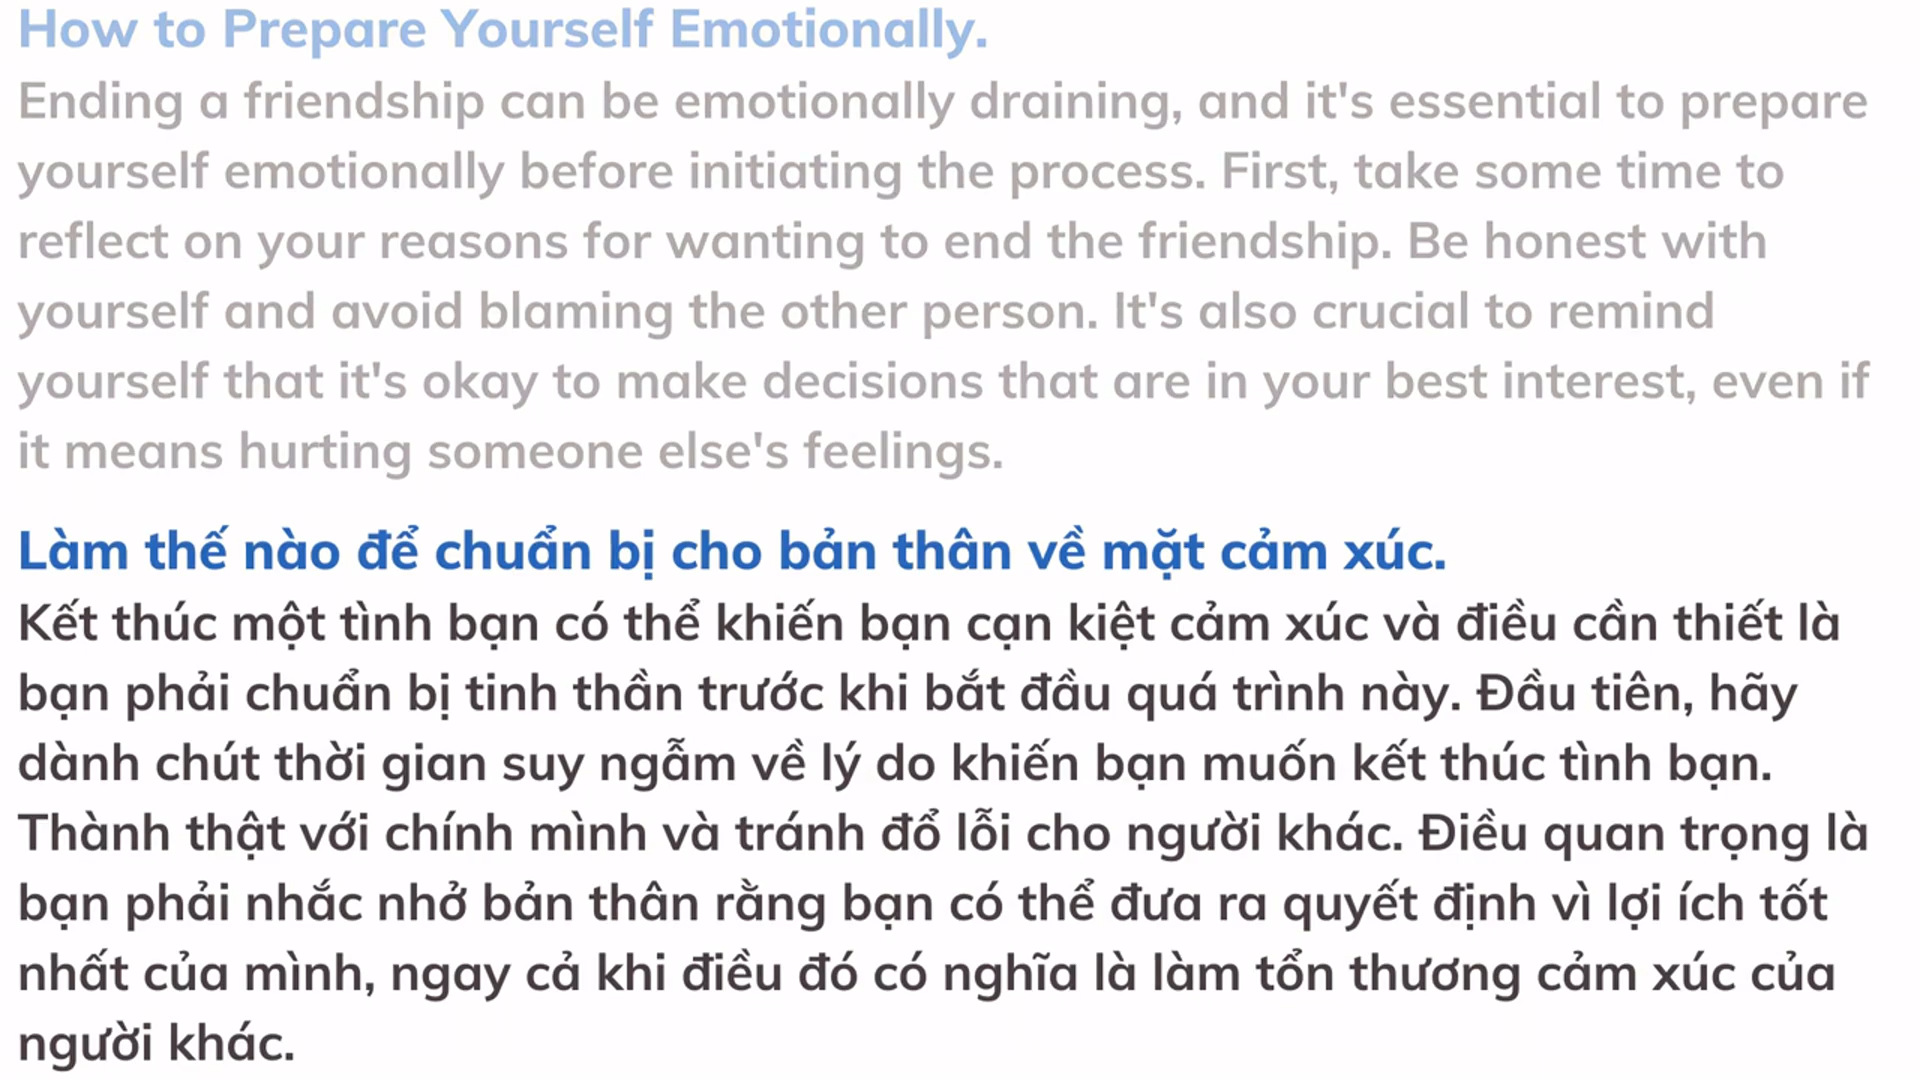 How to Prepare Yourself Emotionally.
Ending a friendship can be emotionally draining, and it's essential to prepare
yourself emotionally before initiating the process. First, take some time to
reflect on your reasons for wanting to end the friendship. Be honest with
yourself and avoid blaming the other person. It's also crucial to remind
yourself that it's okay to make decisions that are in your best interest, even if
it means hurting someone else's feelings.
Làm thế nào để chuẩn bị cho bản thân về mặt cảm xúc.
Kết thúc một tình bạn có thể khiến bạn cạn kiệt cảm xúc và điều cần thiết là
bạn phải chuẩn bị tinh thần trước khi bắt đầu quá trình này. Đầu tiên, hãy
dành chút thời gian suy ngẫm về lý do khiến bạn muốn kết thúc tình bạn.
Thành thật với chính mình và tránh đổ lỗi cho người khác. Điều quan trọng là
bạn phải nhắc nhở bản thân rằng bạn có thể đưa ra quyết định vì lợi ích tốt
nhất của mình, ngay cả khi điều đó có nghĩa là làm tổn thương cảm xúc của
người khác.